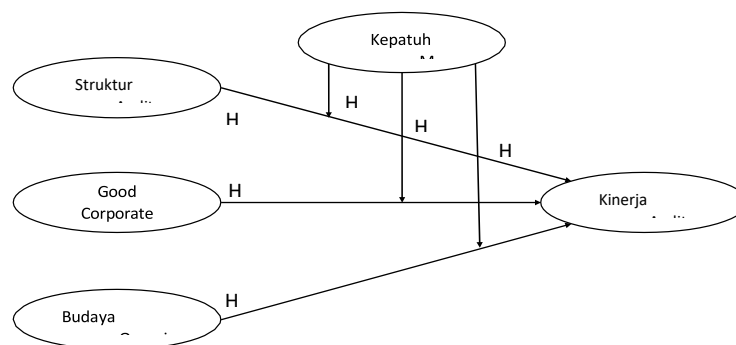 Kepatuh
Struktur
H
H
H
H
Good
Corporate
H
Kinerja
Budaya
H